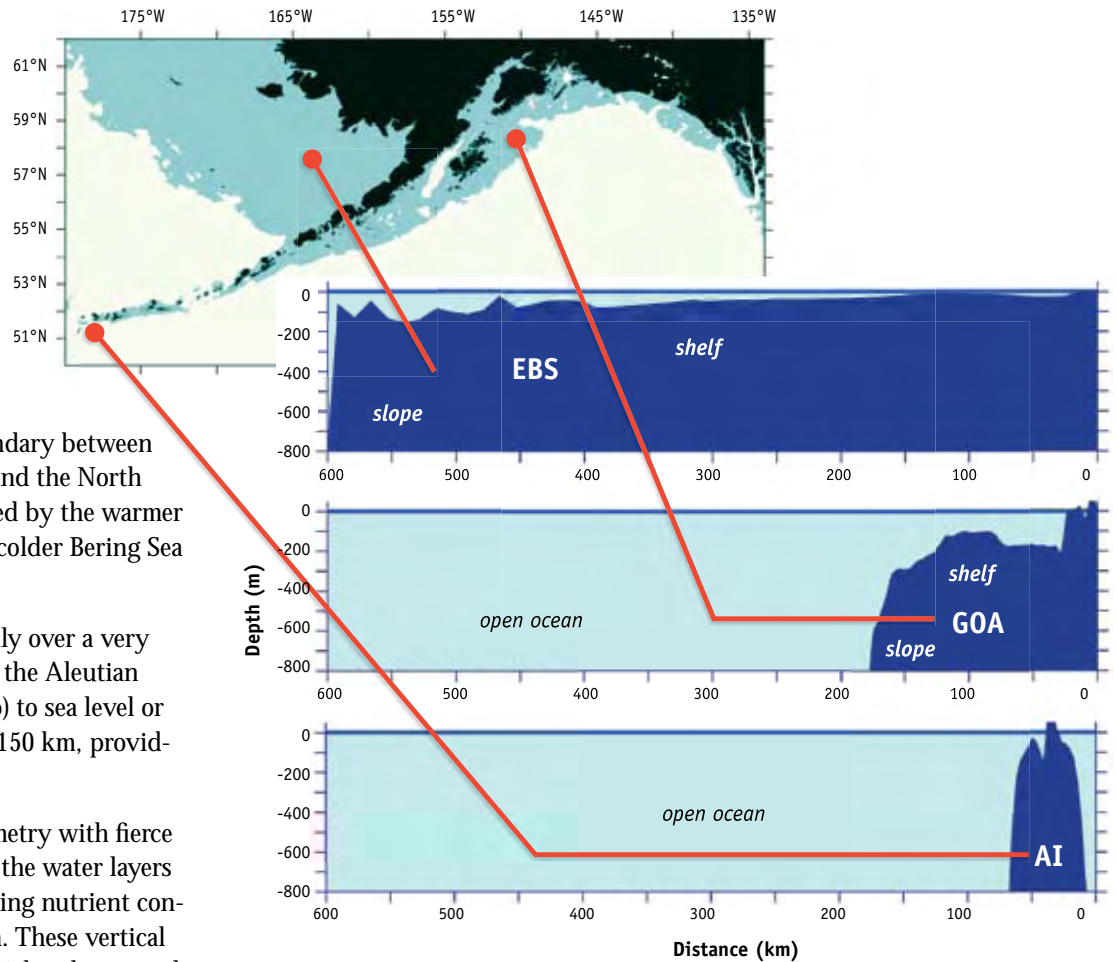 175°W 165°W 155°W 145°W 135°W
61°N
59°N
57°N
55°N
53°N
51°N
0
-200
-400
-600
-800
shelf
EBS
slope
600 500 400 300 200 100 0
0
-200
-400
-600
-800
shelf
open ocean
GOA
slope
600 500 400 300 200 100 0
0
-200
-400
-600
-800
open ocean
AI
600 500 400 300 200 100 0
Depth (m)
Distance (km)
ndary between
nd the North
ed by the warmer
colder Bering Sea
ly over a very
the Aleutian
) to sea level or
150 km, provid-
metry with fierce
the water layers
ing nutrient con-
These vertical